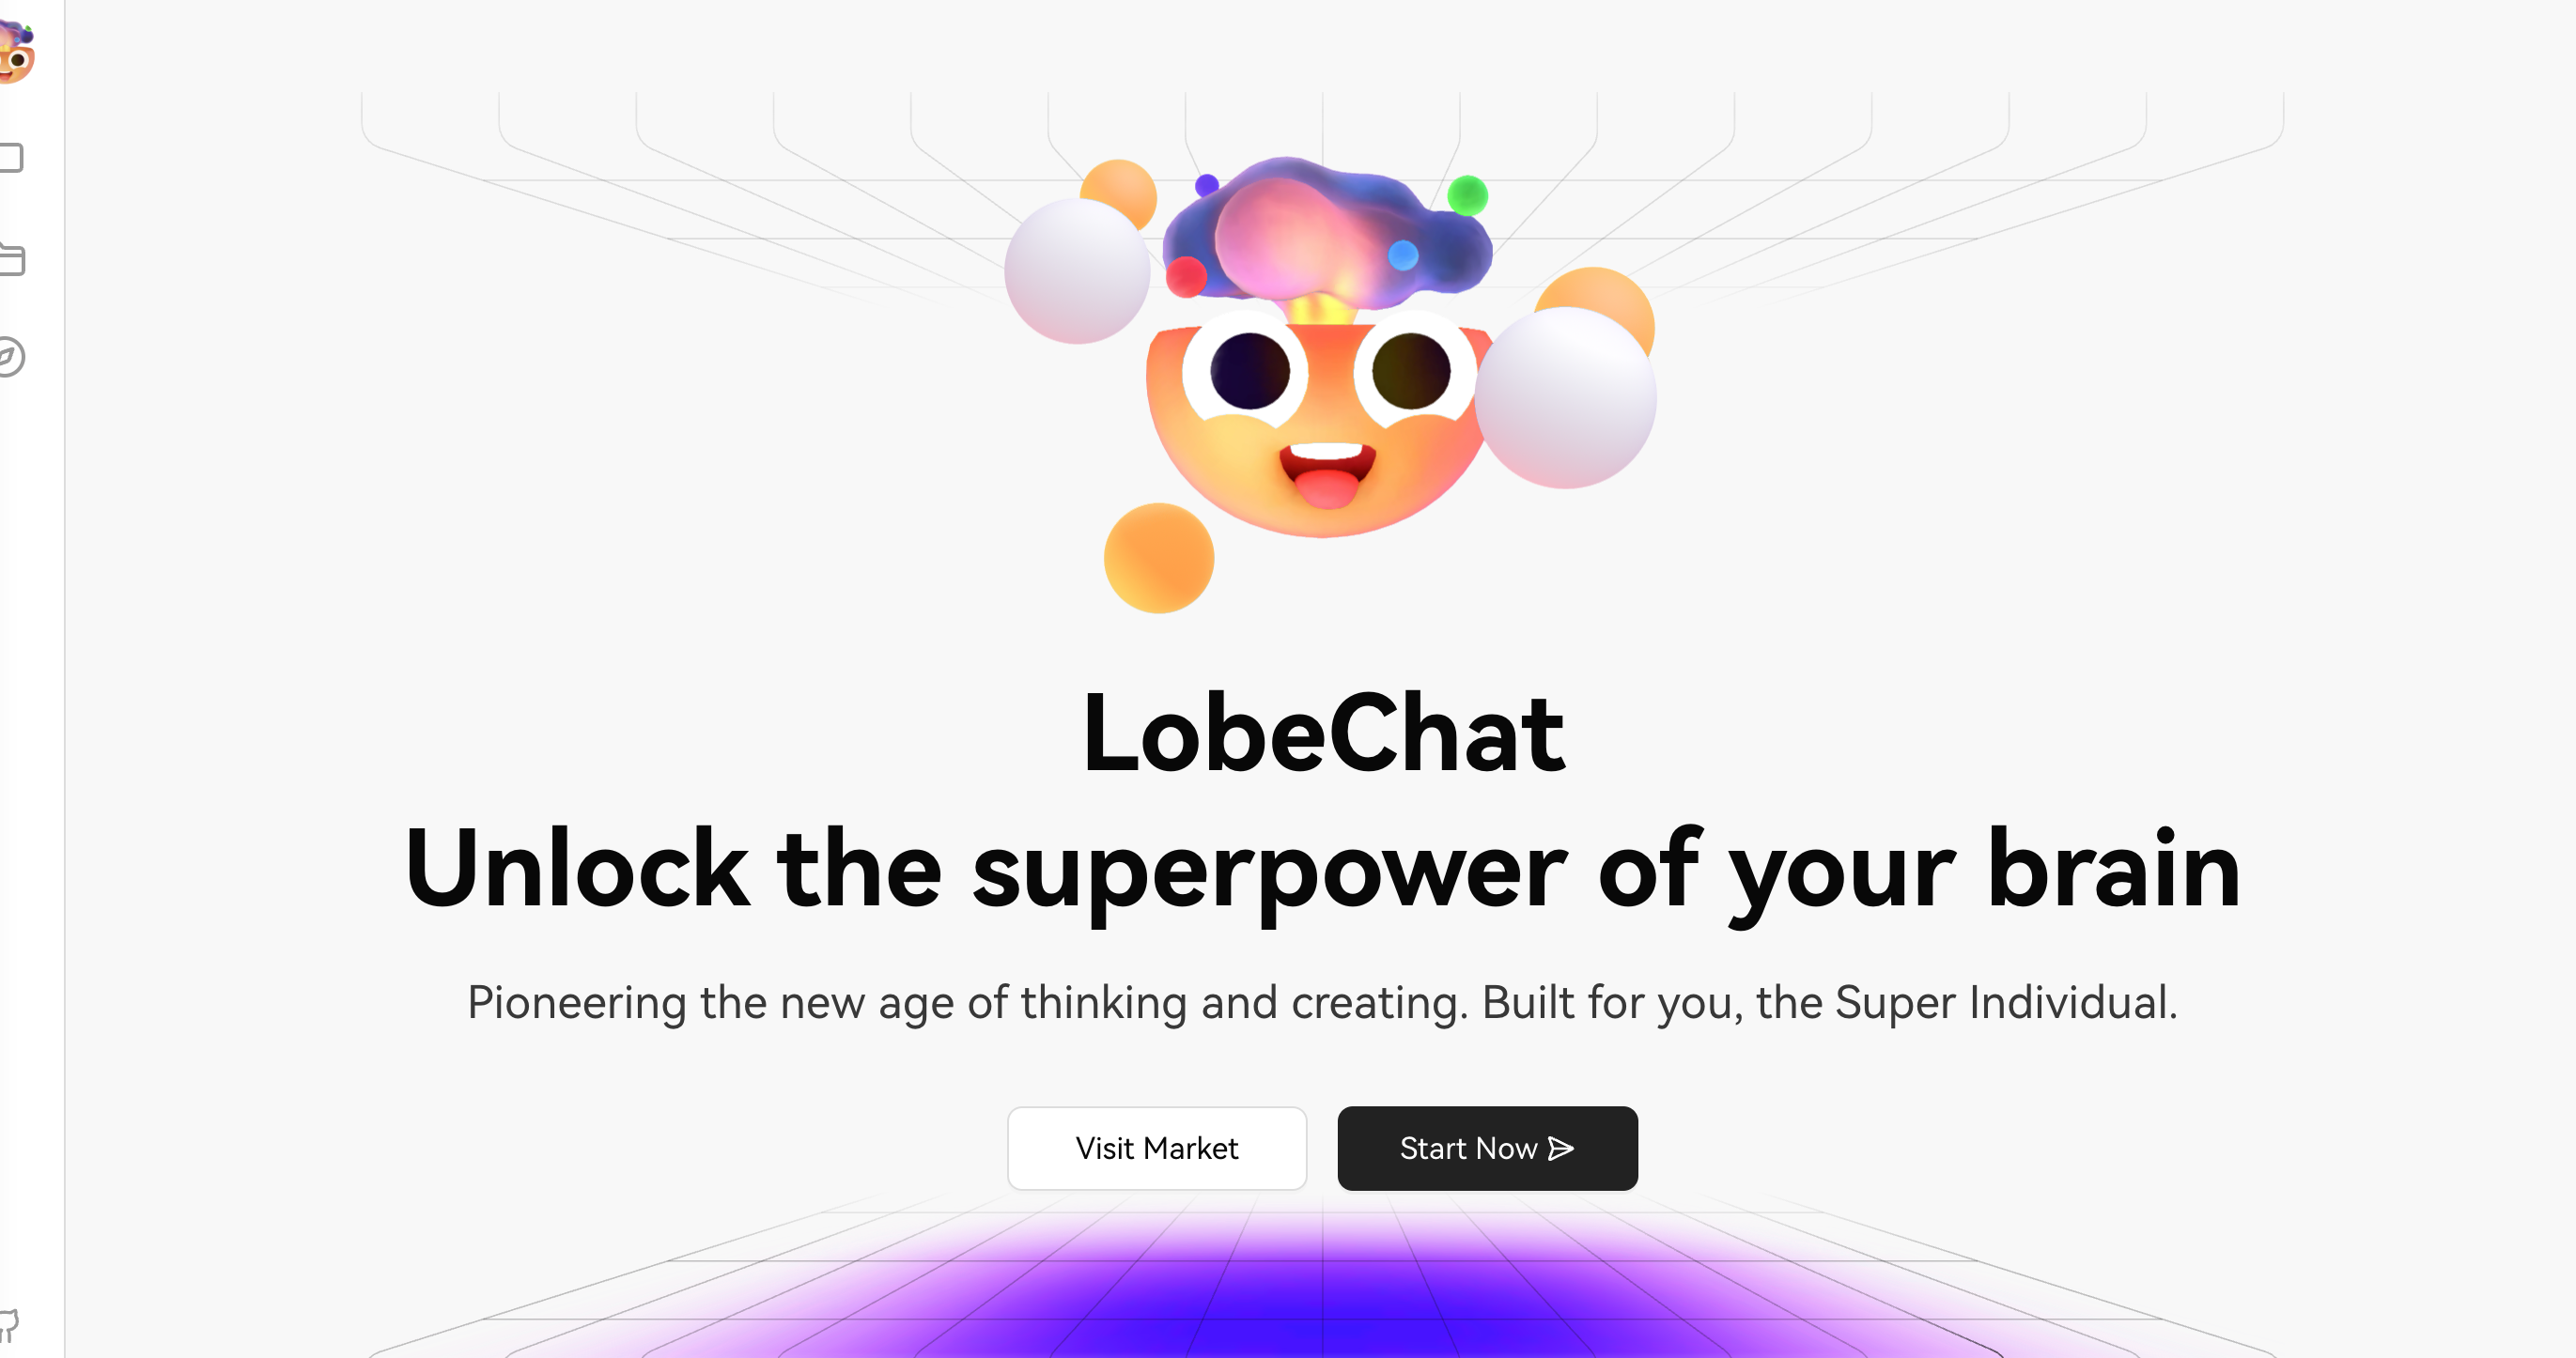 LobeChat
Unlock the superpower of your brain
Pioneering the new age of thinking and creating. Built for you, the Super Individual.
Visit Market
Start Now